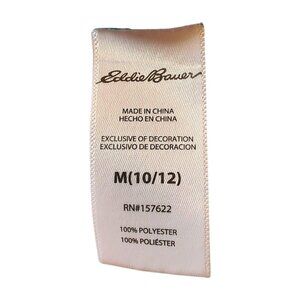 Eddie Bauer
MADE IN CHINA
HECHO EN CHINA
EXCLUSIVE OF DECORATION
EXCLUSIVO DE DECORACION
M(10/12)
RN#157622
100% POLYESTER
100% POLIÉSTER